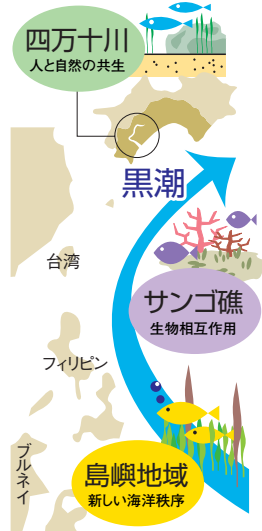 四万十川
人と自然の共生
黒潮
台湾
サンゴ礁
生物相互作用
フィリピン
ブルネイ
島嶼地域
新しい海洋秩序